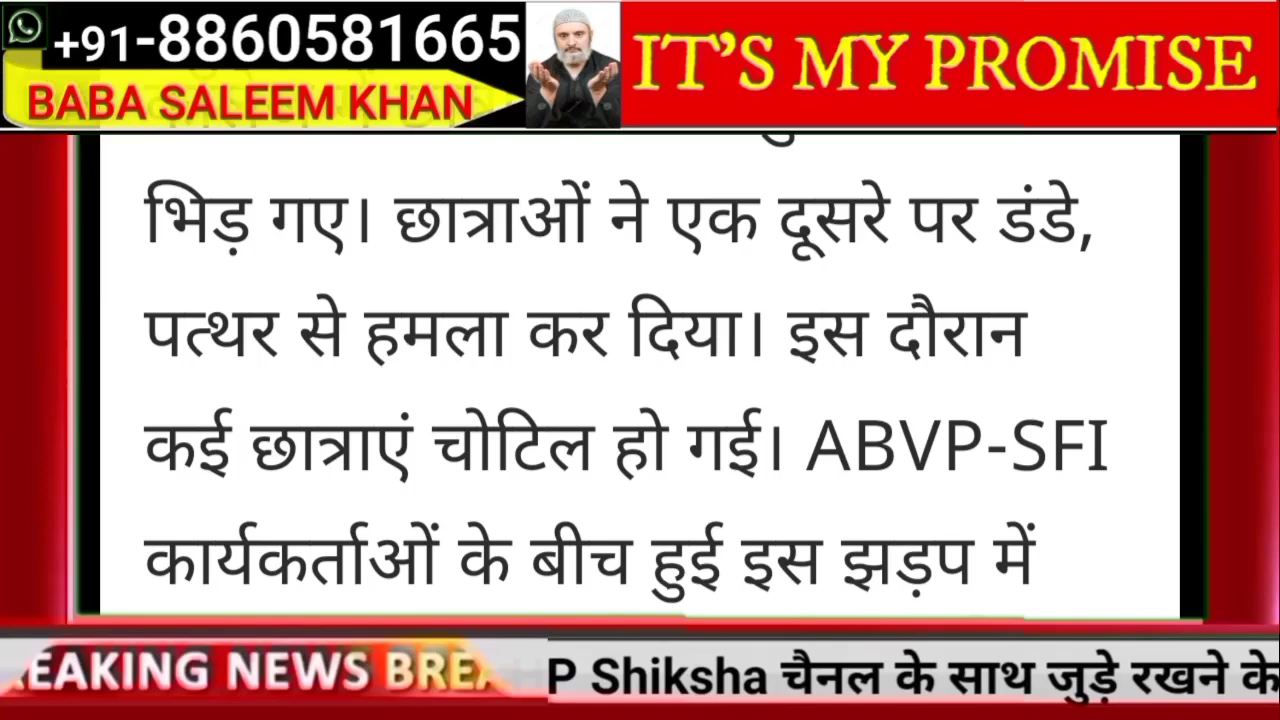 +91-8860581665
BABA SALEEM KHAN
IT'S MY PROMISE
भिड़ गए। छात्राओं ने एक दूसरे पर डंडे,
पत्थर से हमला कर दिया। इस दौरान
कई छात्राएं चोटिल हो गई। ABVP-SFI
कार्यकर्ताओं के बीच हुई इस झड़प में
EAKING NEWS BREA
P Shiksha चैनल के साथ जुड़े रखने के